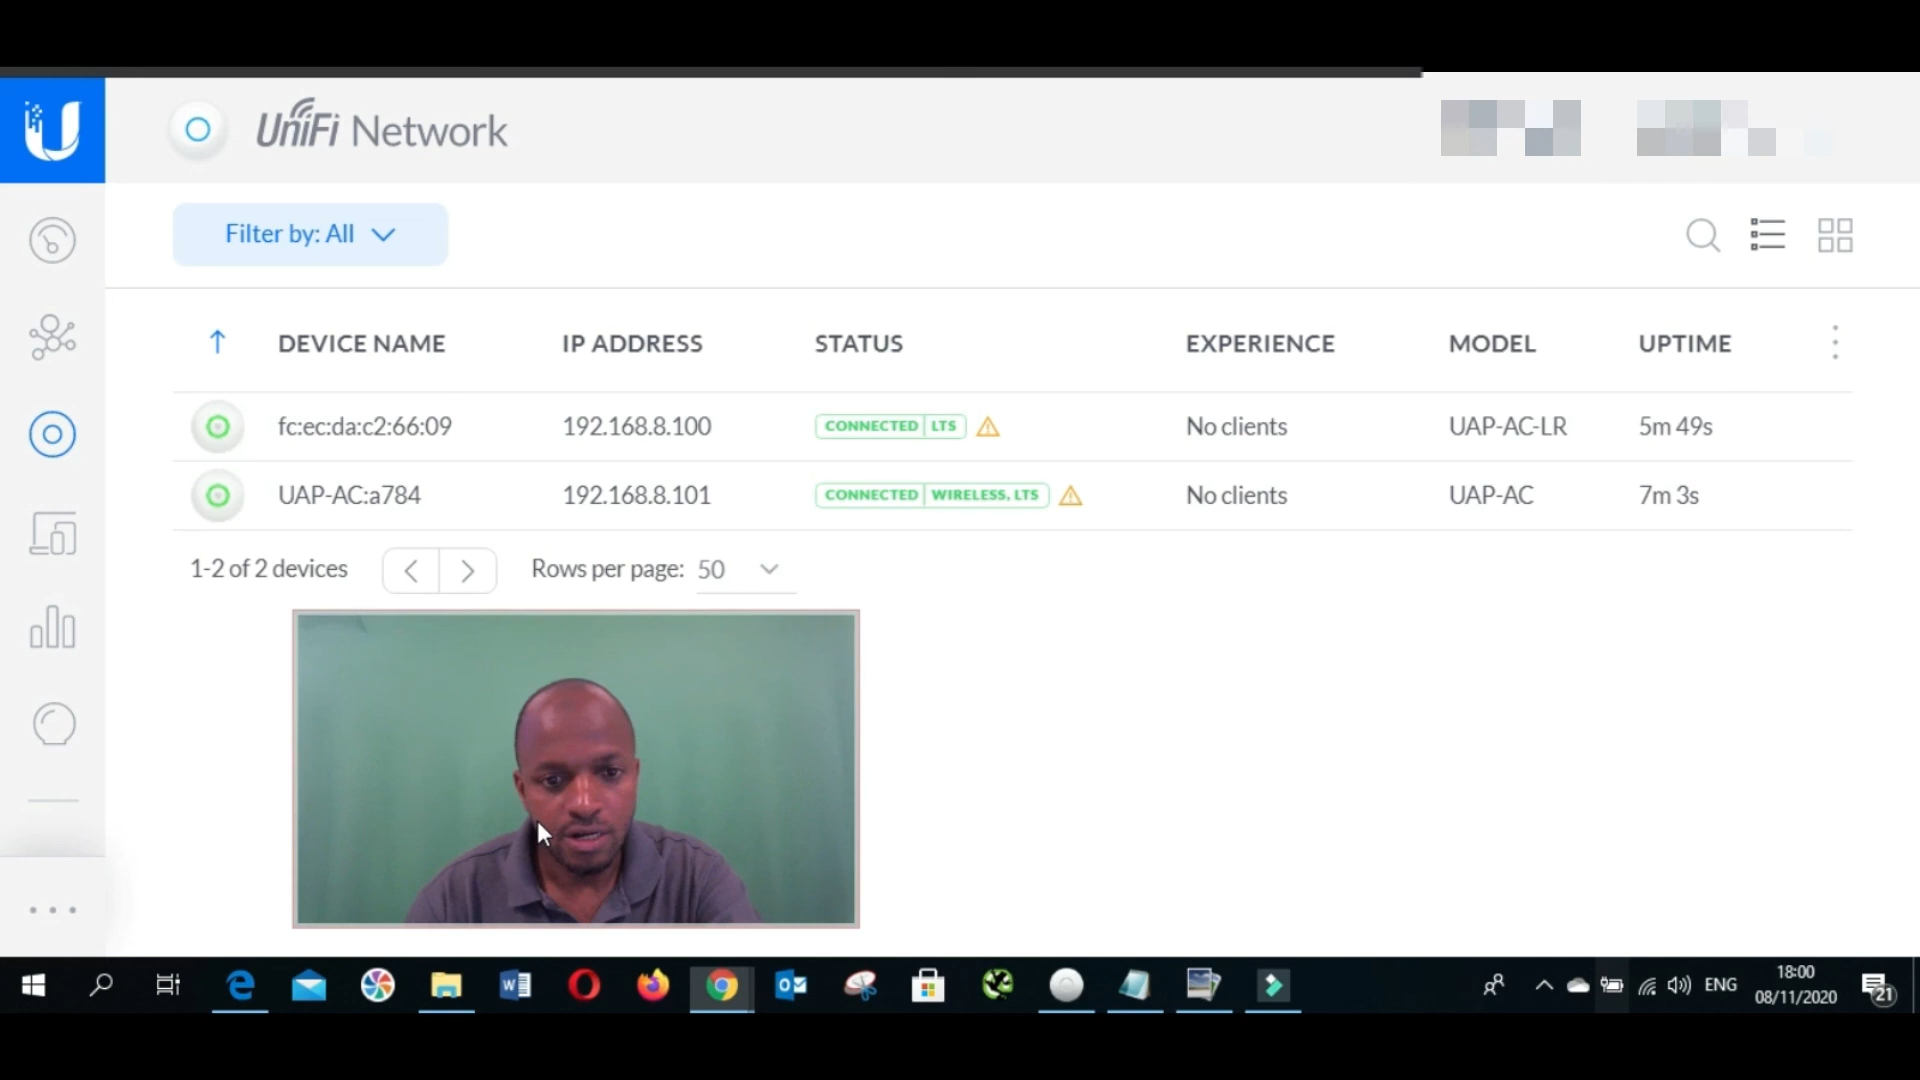 UniFi Network
Filter by: All
DEVICE NAME IP ADDRESS STATUS EXPERIENCE MODEL UPTIME
fc:ec:da:c2:66:09 192.168.8.100 CONNECTED LTS No clients UAP-AC-LR 5m 49s
UAP-AC:a784 192.168.8.101 CONNECTED WIRELESS, LTS No clients UAP-AC 7m 3s
1-2 of 2 devices Rows per page: 50
ENG 18:00
08/11/2020 21